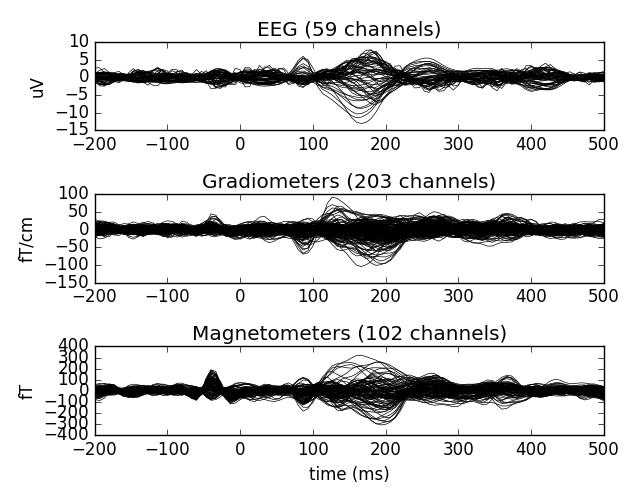 EEG (59 channels)
10
5
0
−5
−10
−15
uV
−200 −100 0 100 200 300 400 500
Gradiometers (203 channels)
100
50
0
−50
−100
−150
fT/cm
−200 −100 0 100 200 300 400 500
Magnetometers (102 channels)
400
300
200
100
0
−100
−200
−300
−400
fT
−200 −100 0 100 200 300 400 500
time (ms)